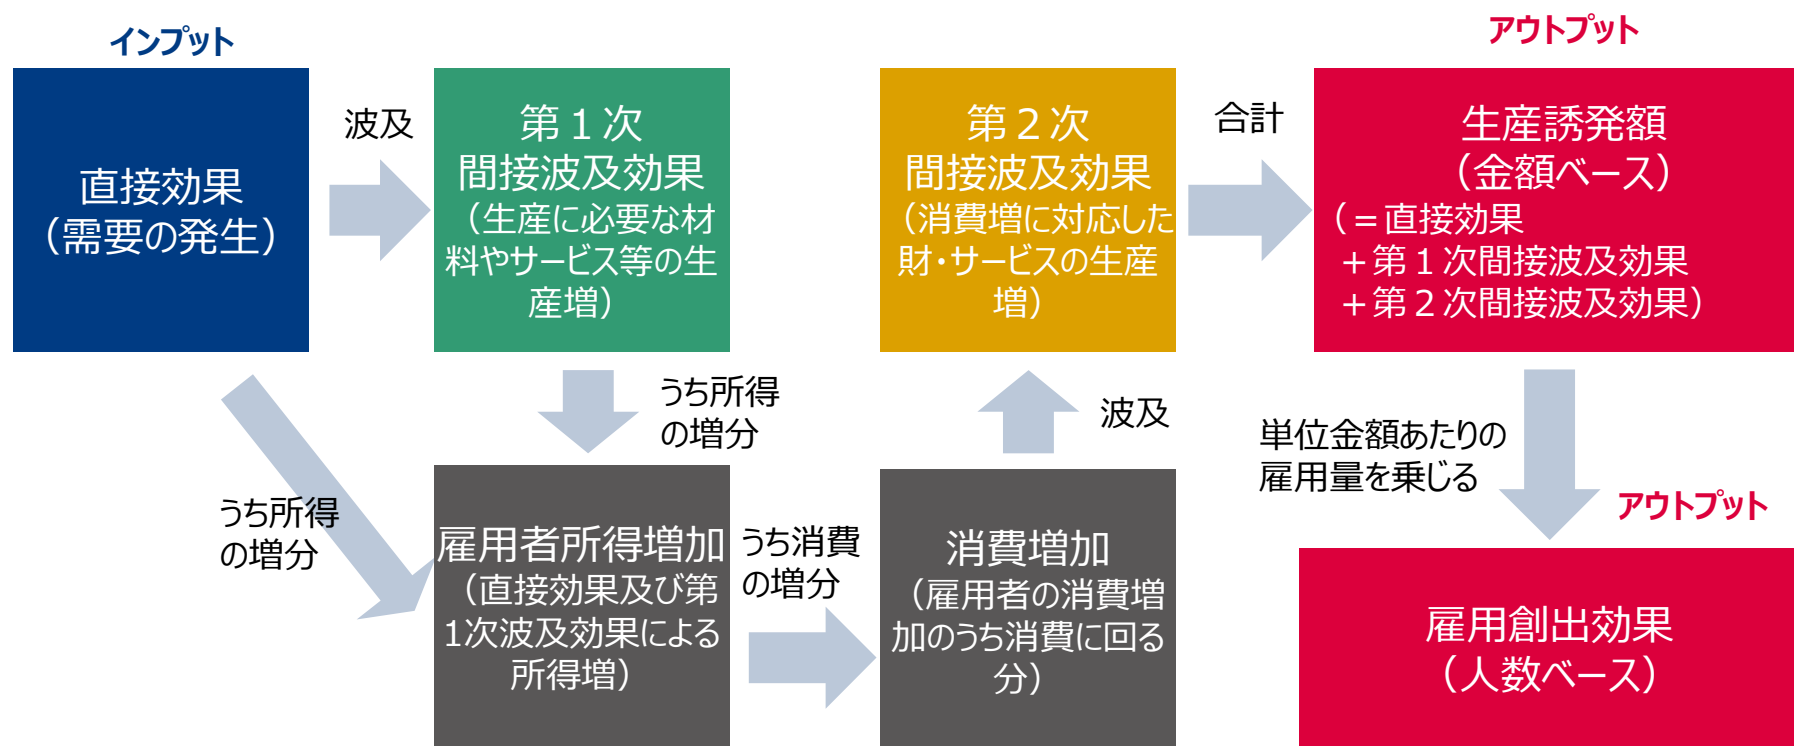 インプット
直接効果
（需要の発生）
波及
第１次
間接波及効果
（生産に必要な材
料やサービス等の生
産増）
うち所得
の増分
うち所得
の増分
雇用者所得増加
（直接効果及び第
1次波及効果による
所得増）
うち消費
の増分
消費増加
（雇用者の消費増
加のうち消費に回る
分）
波及
第２次
間接波及効果
（消費増に対応した
財・サービスの生産
増）
合計
アウトプット
生産誘発額
（金額ベース）
（＝直接効果
＋第１次間接波及効果
＋第２次間接波及効果）
単位金額あたりの
雇用量を乗じる
アウトプット
雇用創出効果
（人数ベース）